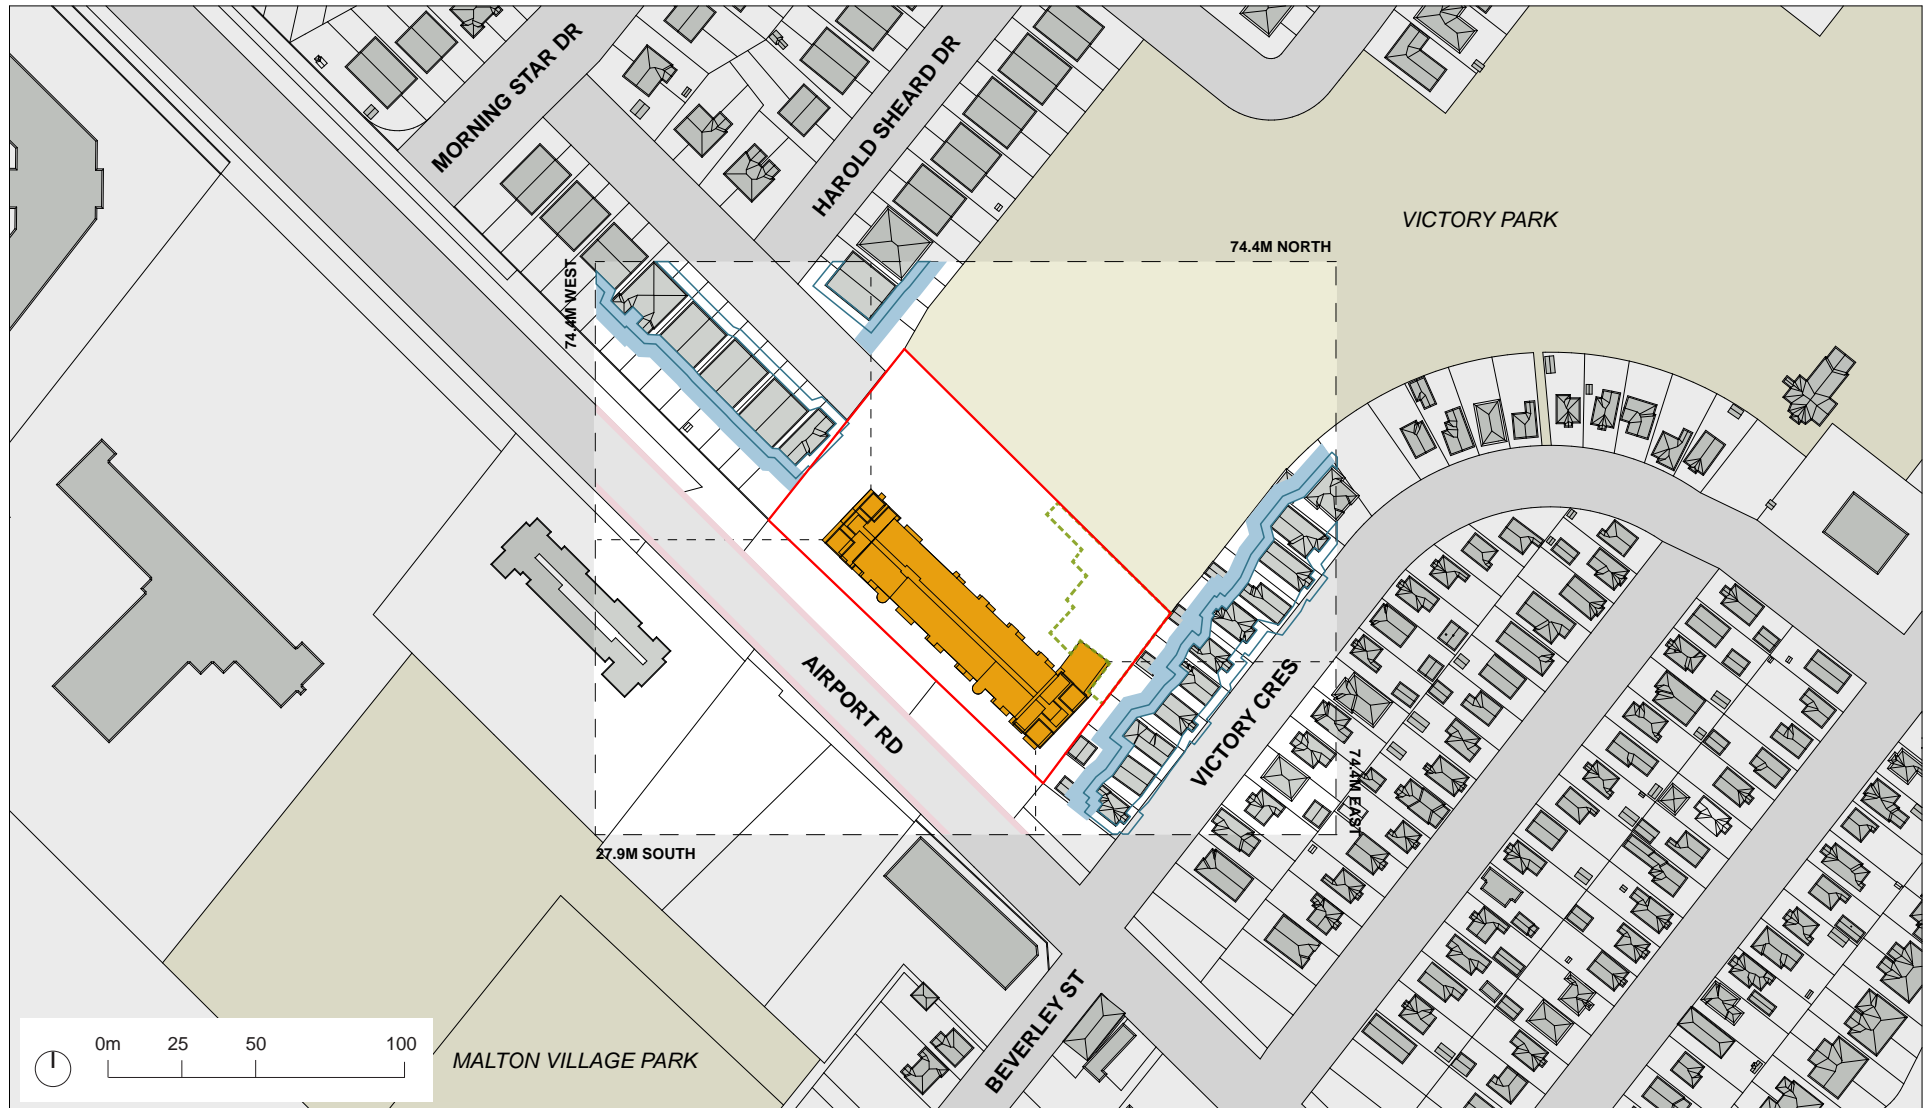 MORNING STAR DR
HAROLD SHEARD DR
VICTORY PARK
74.4M NORTH
74.4M WEST
AIRPORT RD
VICTORY CRES
74.4M EAST
27.9M SOUTH
BEVERLEY ST
MALTON VILLAGE PARK
0m 25 50 100